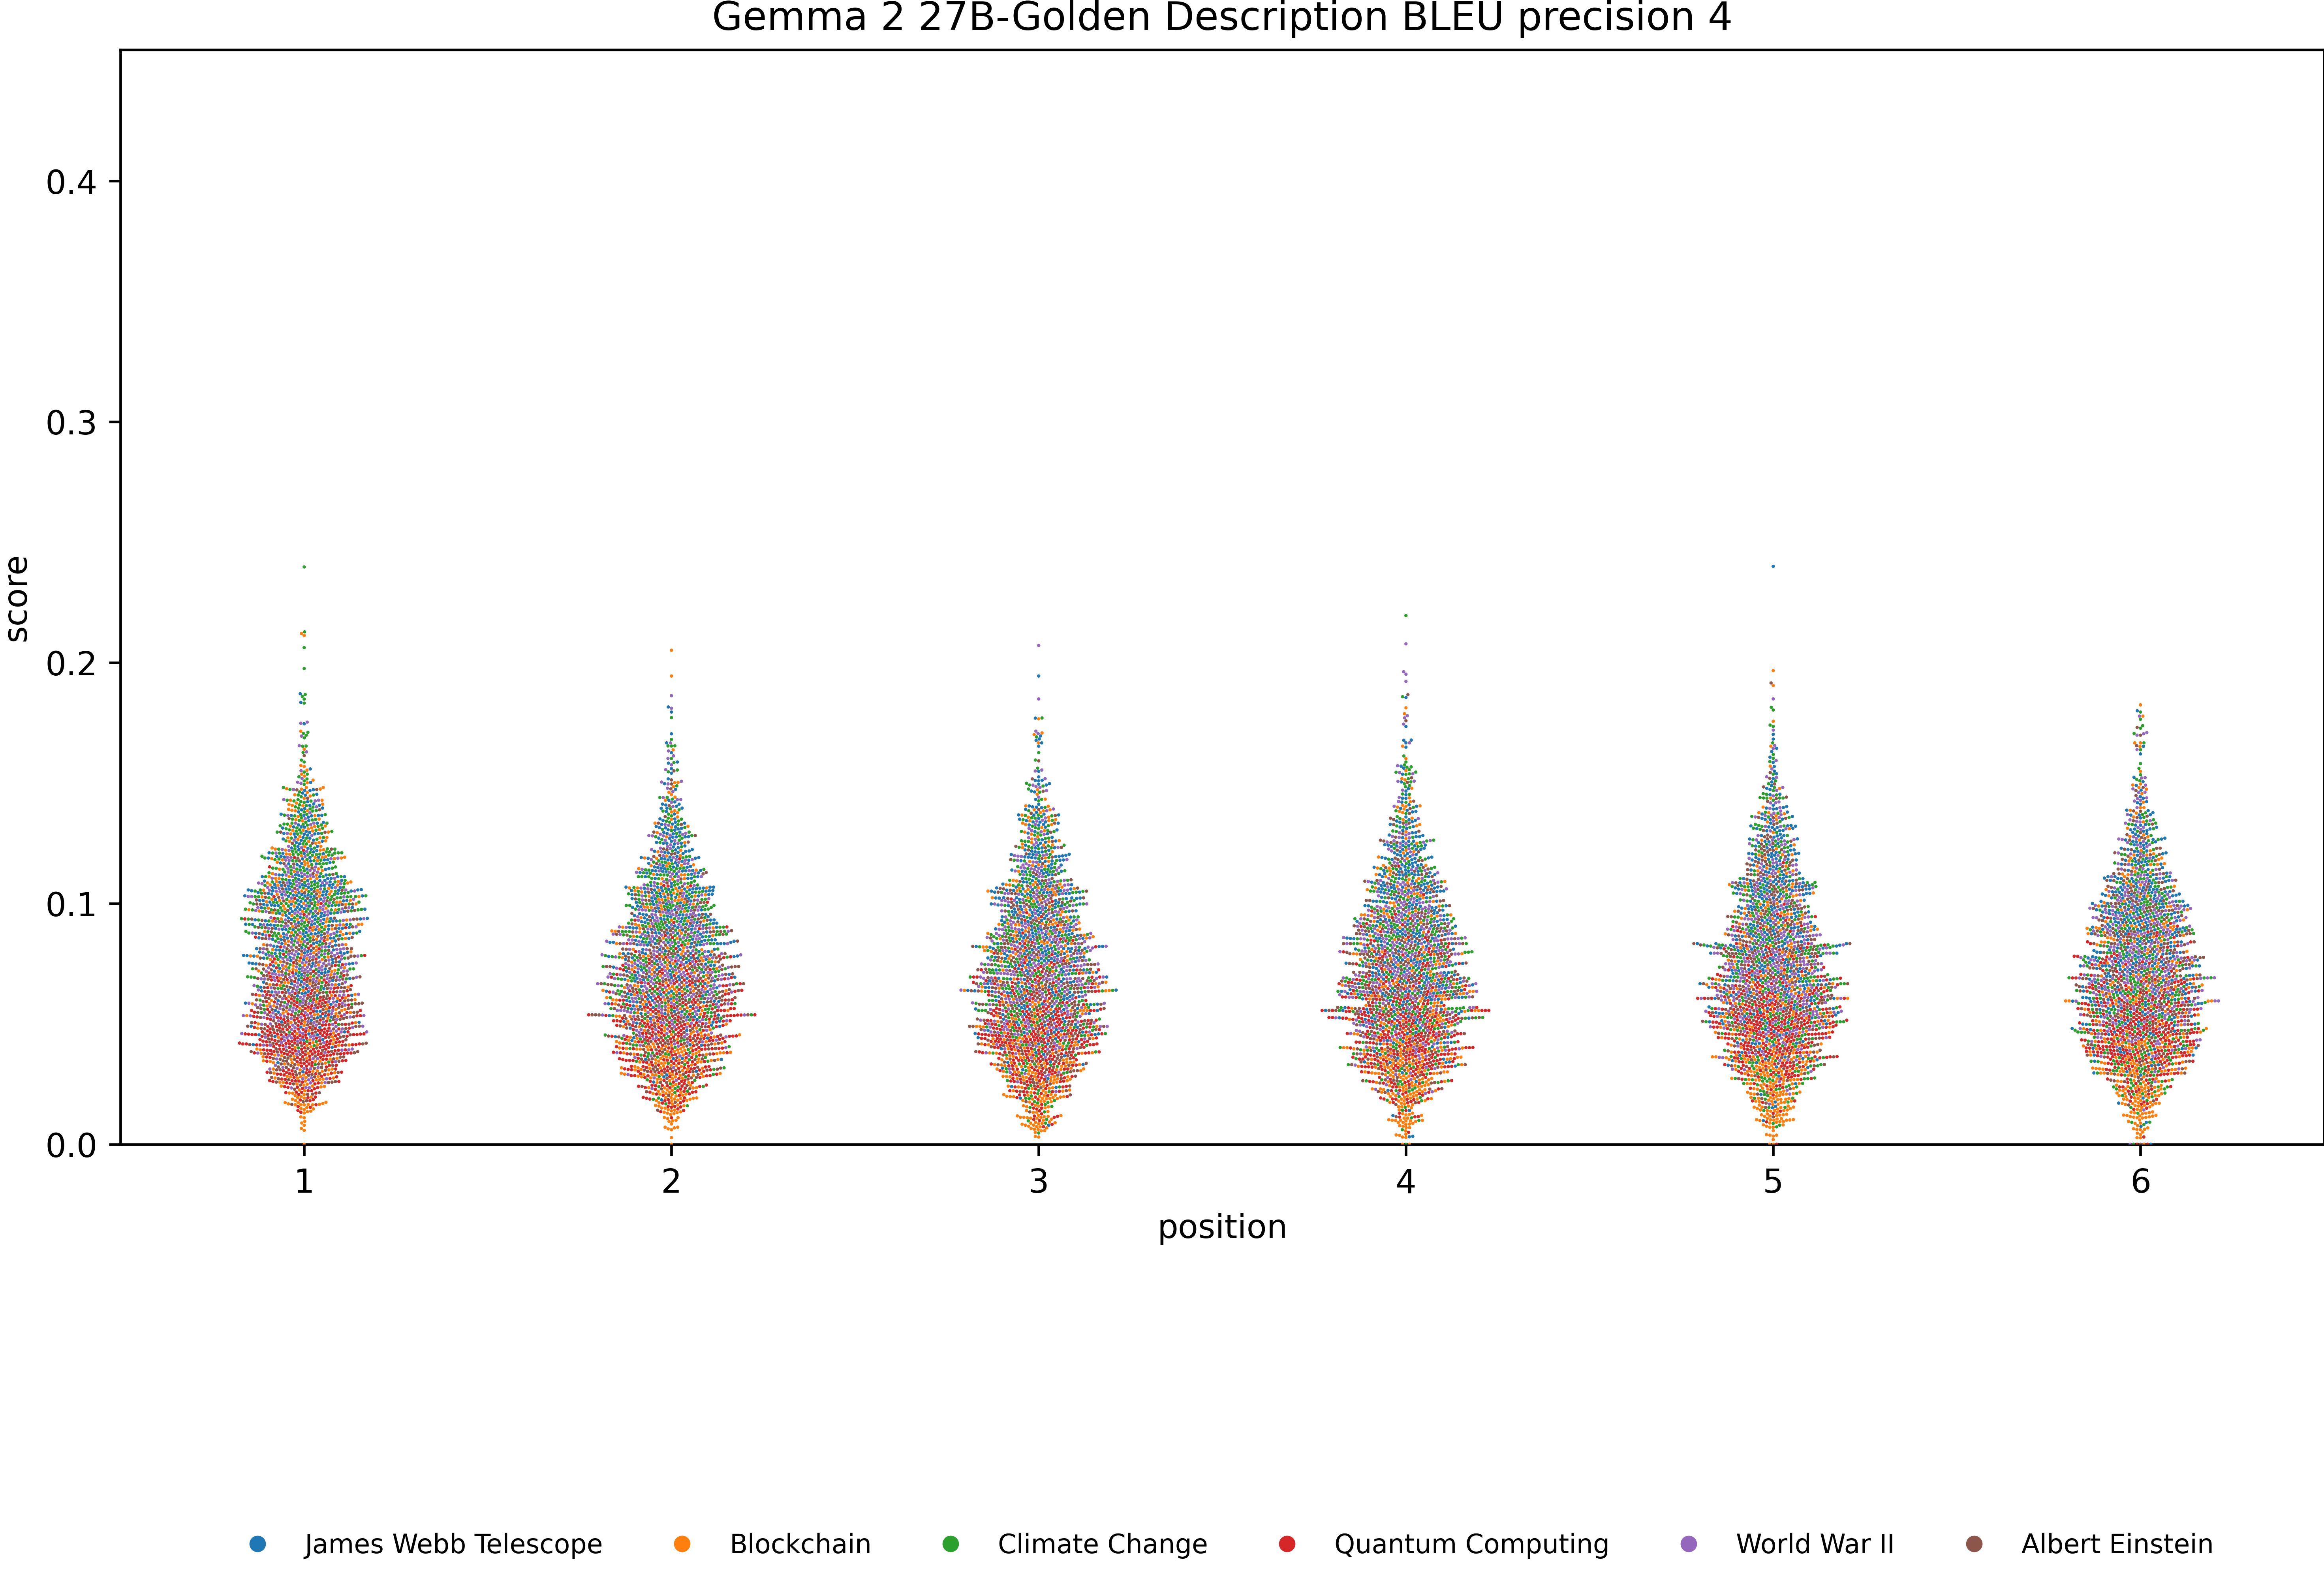 Gemma 2 27B-Golden Description BLEU precision 4
score
0.4
0.3
0.2
0.1
0.0
1 2 3 4 5 6
position
James Webb Telescope Blockchain Climate Change Quantum Computing World War II Albert Einstein